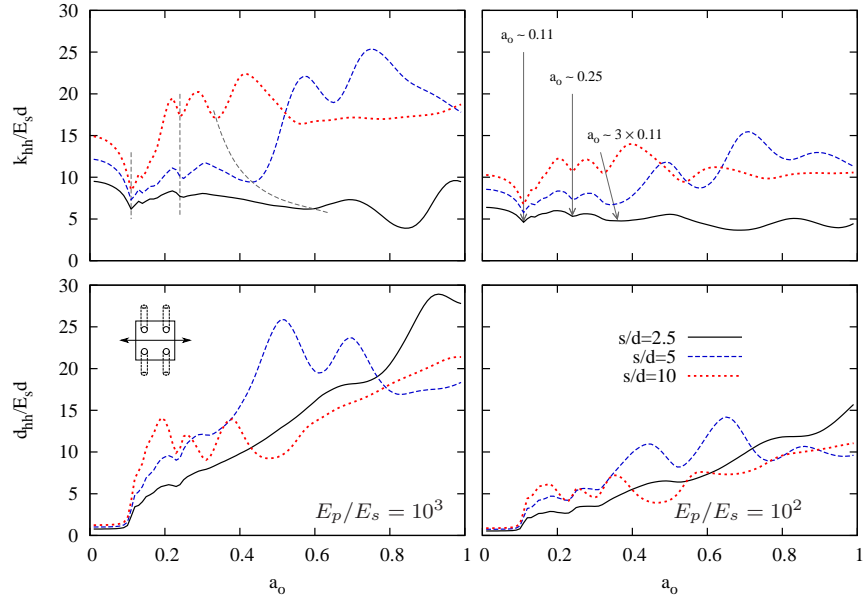 30
25
20
15
10
5
0
k_hh/E_s d
a_o ~ 0.11
a_o ~ 0.25
a_o ~ 3 × 0.11
30
25
20
15
10
5
0
d_hh/E_s d
E_p/E_s = 10^3
0
0.2
0.4
0.6
0.8
1
a_o
s/d=2.5
s/d=5
s/d=10
E_p/E_s = 10^2
0
0.2
0.4
0.6
0.8
1
a_o